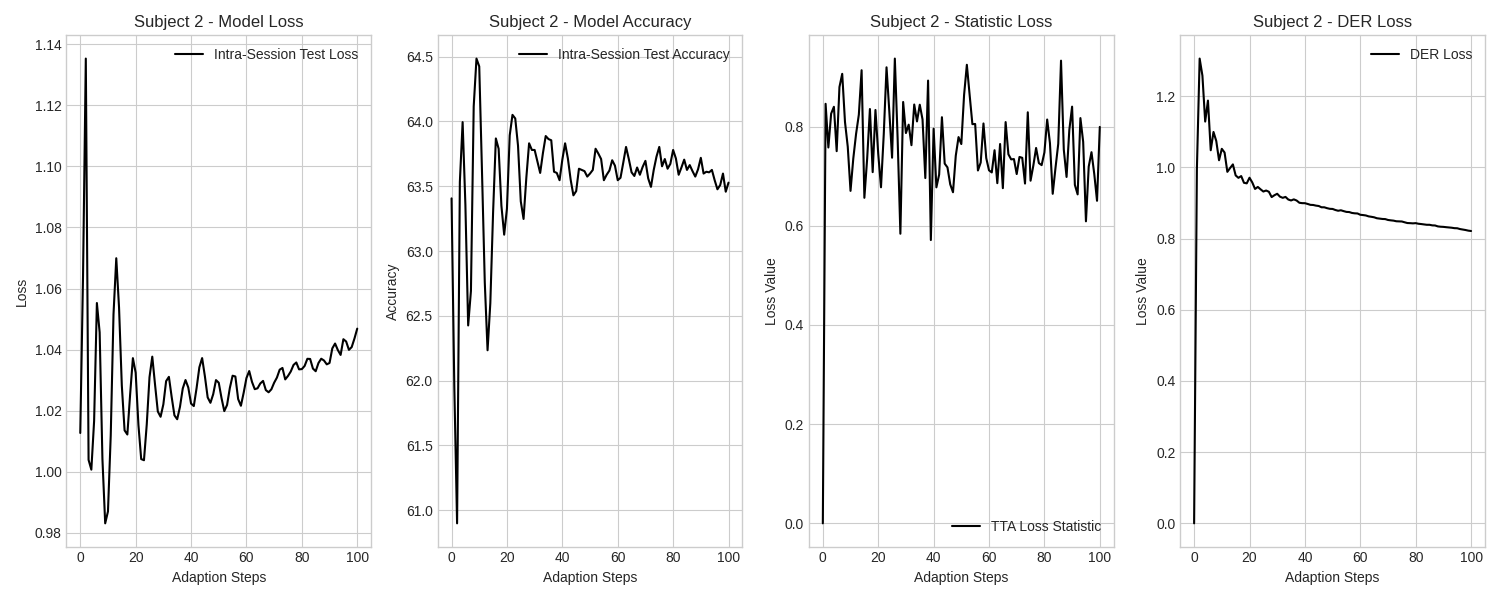 Subject 2 - Model Loss
Intra-Session Test Loss
1.14
1.12
1.10
1.08
1.06
1.04
1.02
1.00
0.98
Loss
0 20 40 60 80 100
Adaption Steps
Subject 2 - Model Accuracy
Intra-Session Test Accuracy
64.5
64.0
63.5
63.0
62.5
62.0
61.5
61.0
Accuracy
0 20 40 60 80 100
Adaption Steps
Subject 2 - Statistic Loss
0.8
0.6
0.4
0.2
0.0
Loss Value
TTA Loss Statistic
0 20 40 60 80 100
Adaption Steps
Subject 2 - DER Loss
DER Loss
1.2
1.0
0.8
0.6
0.4
0.2
0.0
Loss Value
0 20 40 60 80 100
Adaption Steps